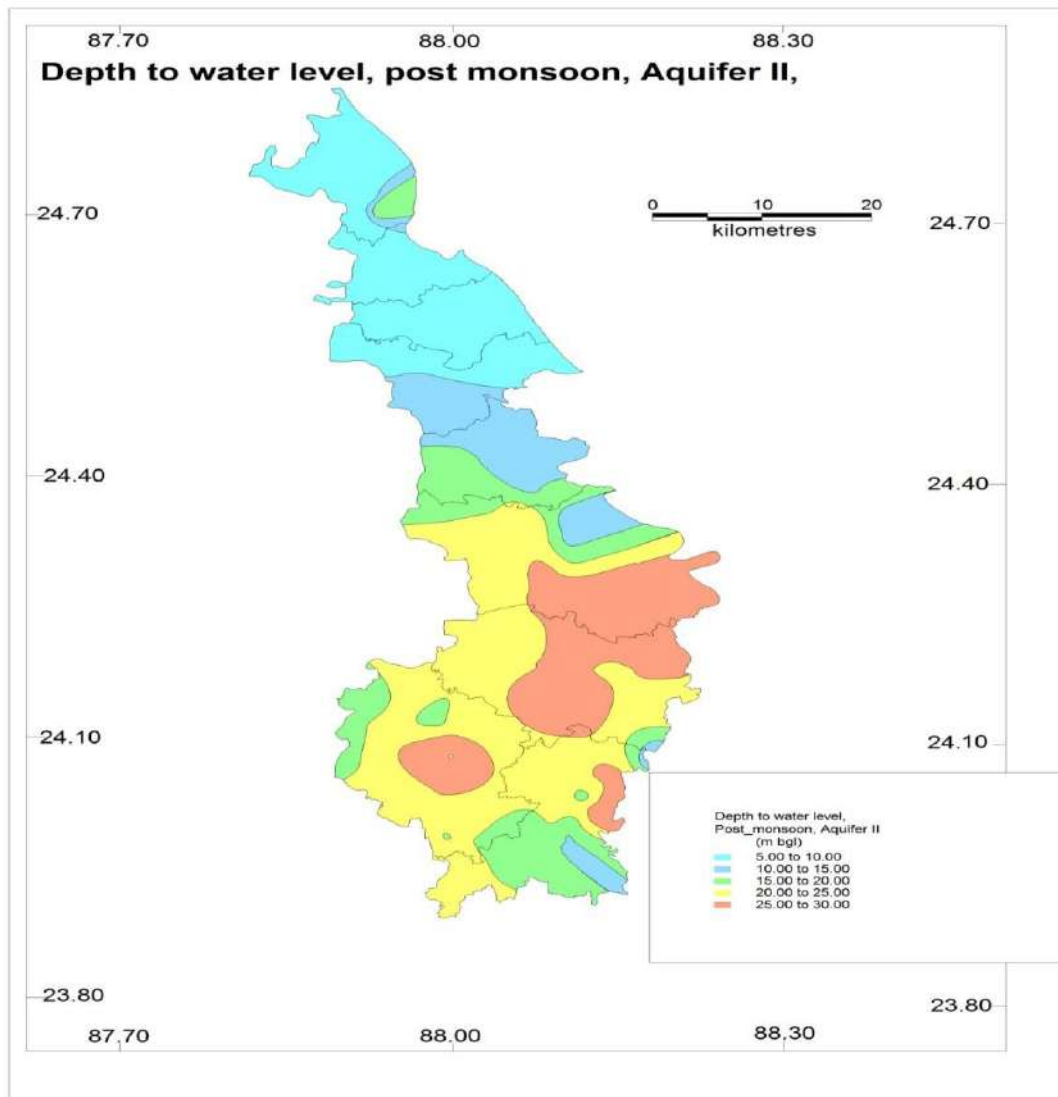 87.70 88.00 88.30
Depth to water level, post monsoon, Aquifer II,
0 10 20
kilometres
24.70 24.70
24.40 24.40
24.10 24.10
Depth to water level,
Post_monsoon, Aquifer II
(m bgl)
5.00 to 10.00
10.00 to 15.00
15.00 to 20.00
20.00 to 25.00
25.00 to 30.00
23.80 23.80
87.70 88.00 88.30